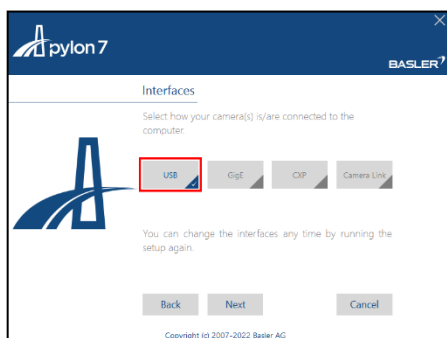 pylon 7
BASLER
Interfaces
Select how your camera(s) is/are connected to the
computer.
USB
GigE
CXP
Camera Link
You can change the interfaces any time by running the
setup again.
Back
Next
Cancel
Copyright (c) 2007-2022 Basler AG